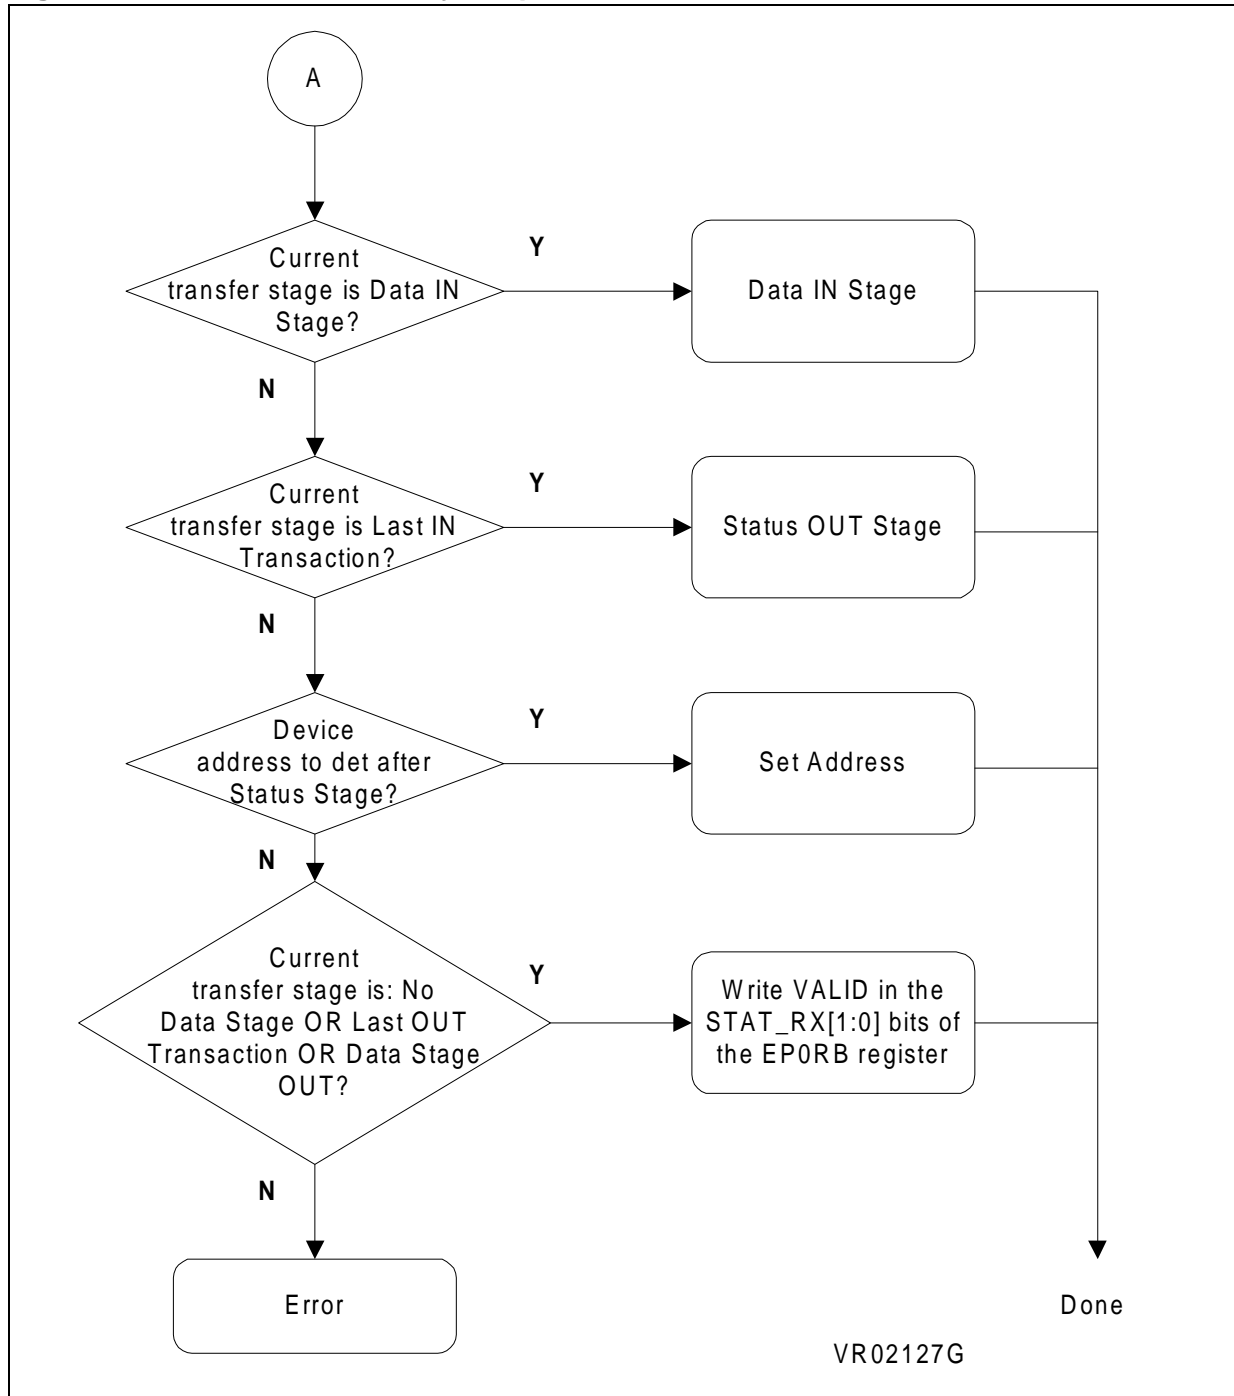 A
Current
transfer stage is Data IN
Stage?
Y
Data IN Stage
N
Current
transfer stage is Last IN
Transaction?
Y
Status OUT Stage
N
Device
address to det after
Status Stage?
Y
Set Address
N
Current
transfer stage is: No
Data Stage OR Last OUT
Transaction OR Data Stage
OUT?
Y
Write VALID in the
STAT_RX[1:0] bits of
the EP0RB register
N
Error
Done
VR02127G